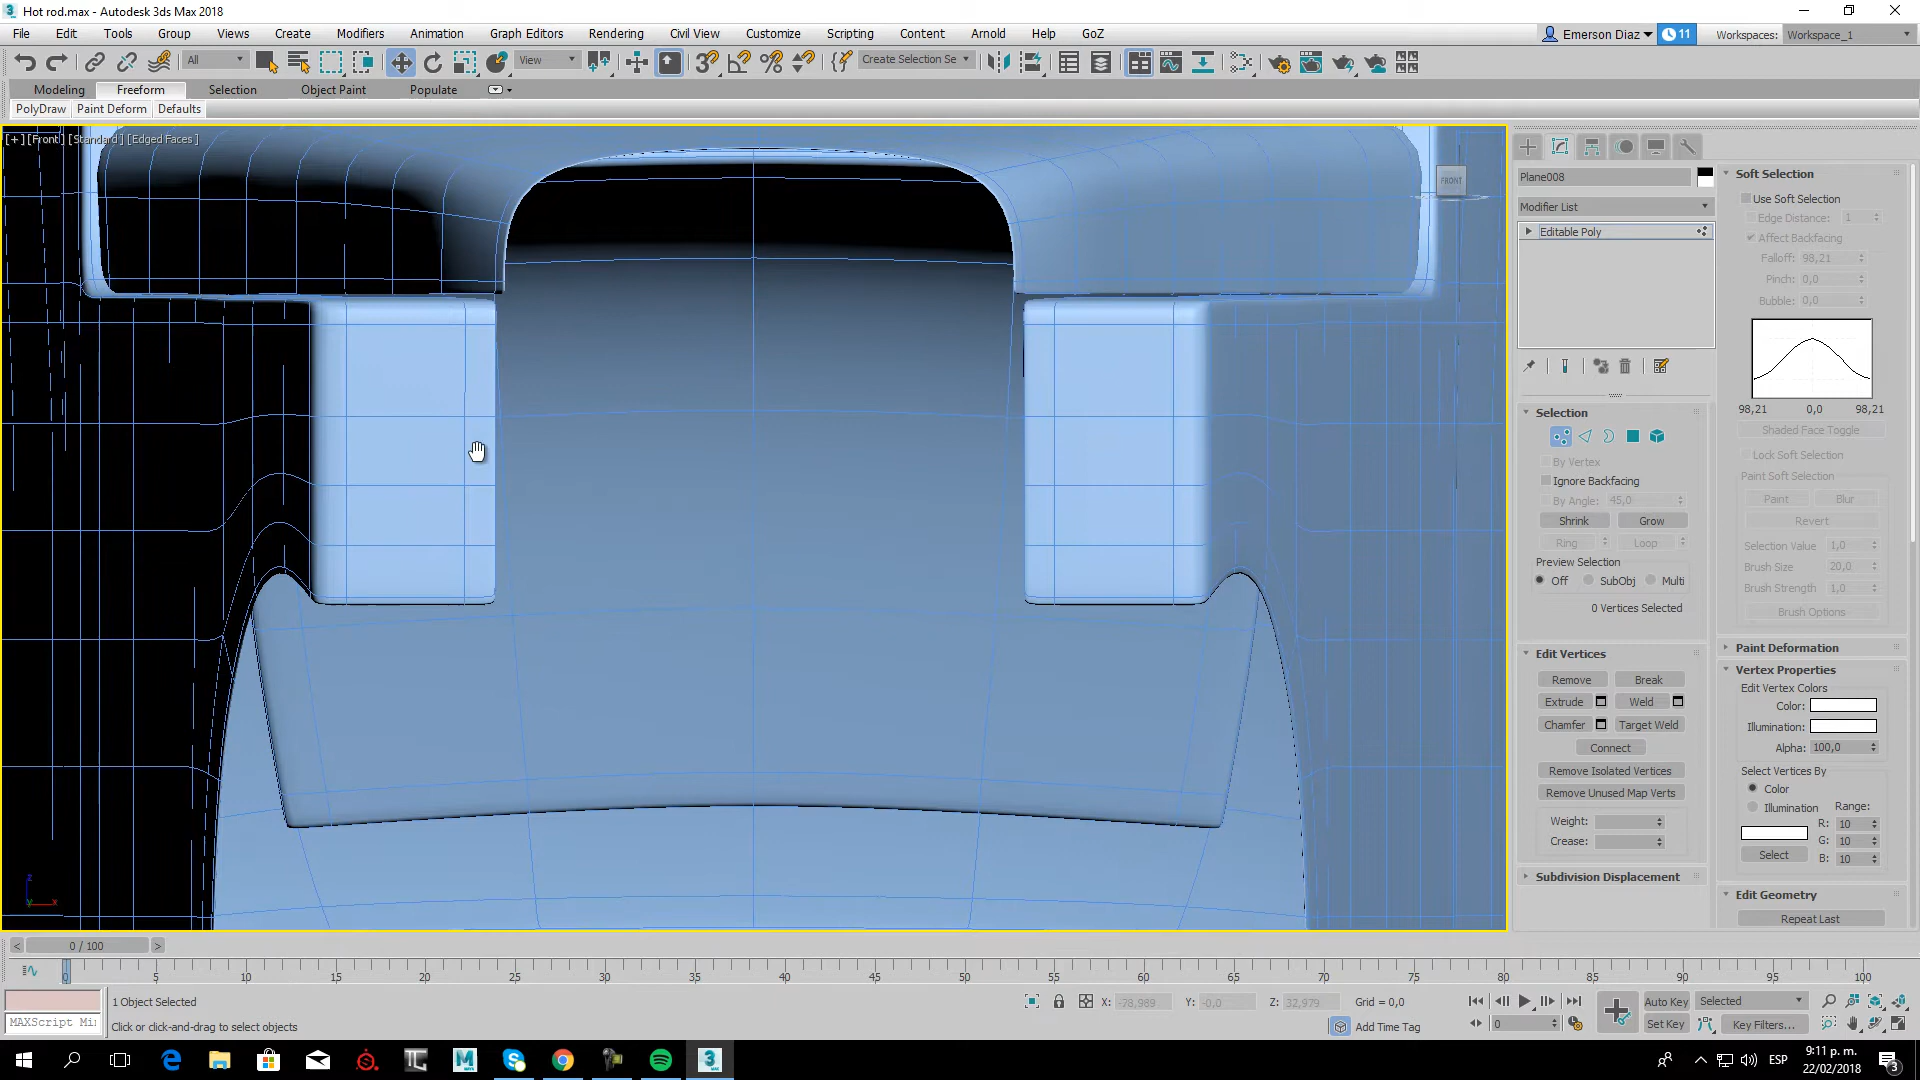 Hot rod.max - Autodesk 3ds Max 2018
File Edit Tools Group Views Create Modifiers Animation Graph Editors Rendering Civil View Customize Scripting Content Arnold Help GoZ
Emerson Diaz 11 Workspaces: Workspace_1
All View Create Selection Se
Modeling Freeform Selection Object Paint Populate
PolyDraw Paint Deform Defaults
[+] [Front] [Standard] [Edged Faces]
FRONT
Plane008
Modifier List
Editable Poly
Selection
By Vertex
Ignore Backfacing
By Angle: 45,0
Shrink Grow
Ring Loop
Preview Selection
Off SubObj Multi
0 Vertices Selected
Edit Vertices
Remove Break
Extrude Weld
Chamfer Target Weld
Connect
Remove Isolated Vertices
Remove Unused Map Verts
Weight:
Crease:
Subdivision Displacement
Soft Selection
Use Soft Selection
Edge Distance: 1
Affect Backfacing
Falloff: 98,21
Pinch: 0,0
Bubble: 0,0
98,21 0,0 98,21
Shaded Face Toggle
Lock Soft Selection
Paint Soft Selection
Paint Blur
Revert
Selection Value 1,0
Brush Size 20,0
Brush Strength 1,0
Brush Options
Paint Deformation
Vertex Properties
Edit Vertex Colors
Color:
Illumination:
Alpha: 100,0
Select Vertices By
Color
Illumination Range:
R: 10
G: 10
Select B: 10
Edit Geometry
Repeat Last
z
y x
< 0 / 100 >
0 5 10 15 20 25 30 35 40 45 50 55 60 65 70 75 80 85 90 95 100
1 Object Selected
X: -78,989 Y: -0,0 Z: 32,979 Grid = 0,0
Auto Key Selected
MAXScript Mi
Click or click-and-drag to select objects
Add Time Tag
0
Set Key Key Filters...
ESP
9:11 p. m.
22/02/2018
3